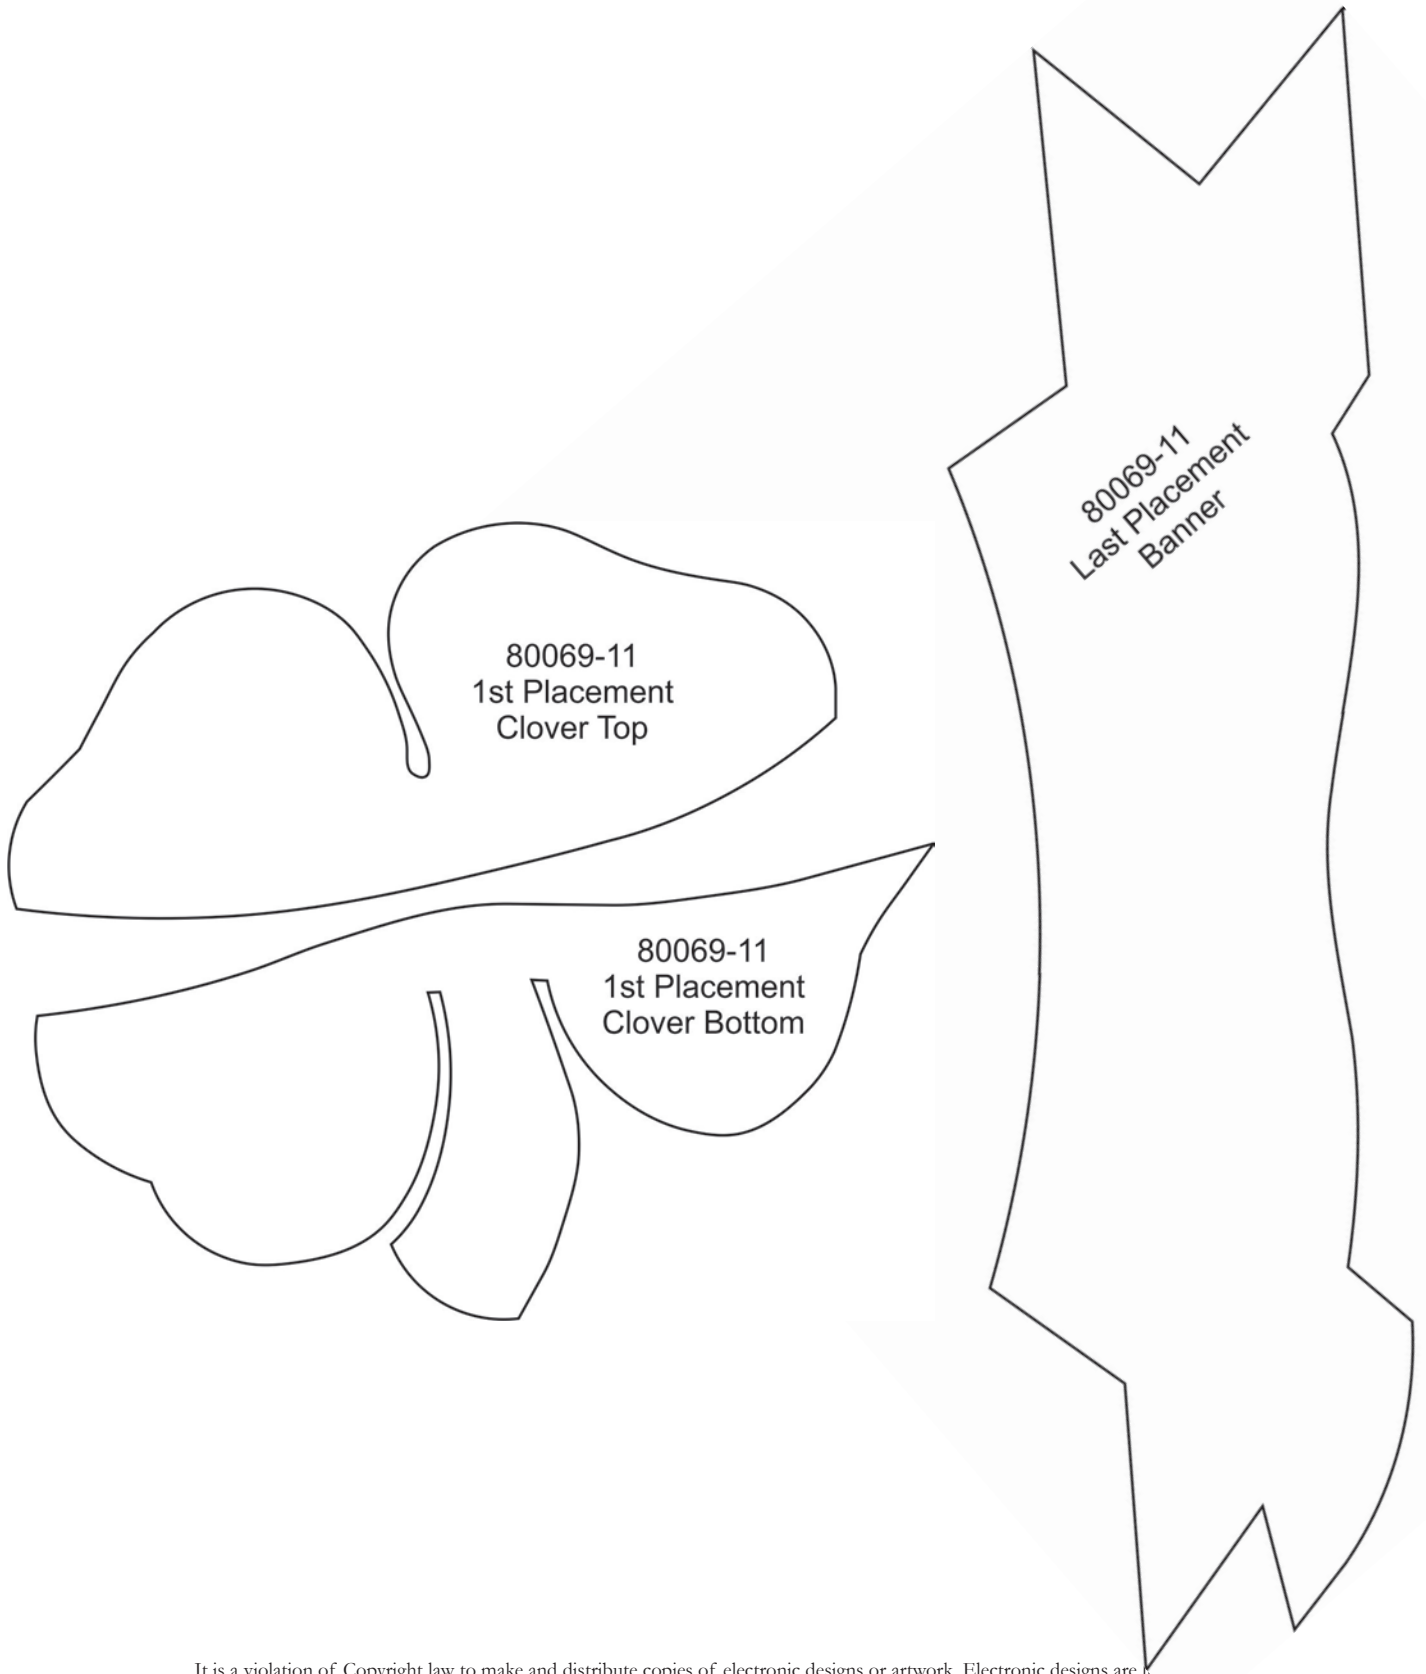 80069-11
Last Placement
Banner
80069-11
1st Placement
Clover Top
80069-11
1st Placement
Clover Bottom
It is a violation of Copyright law to make and distribute copies of electronic designs or artwork. Electronic designs are